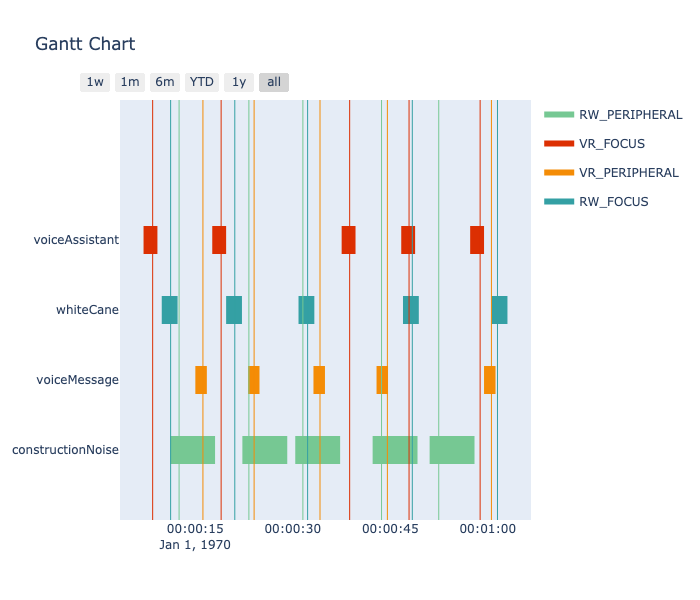 Gantt Chart
1w 1m 6m YTD 1y all
RW_PERIPHERAL
VR_FOCUS
VR_PERIPHERAL
RW_FOCUS
voiceAssistant
whiteCane
voiceMessage
constructionNoise
00:00:15 00:00:30 00:00:45 00:01:00
Jan 1, 1970